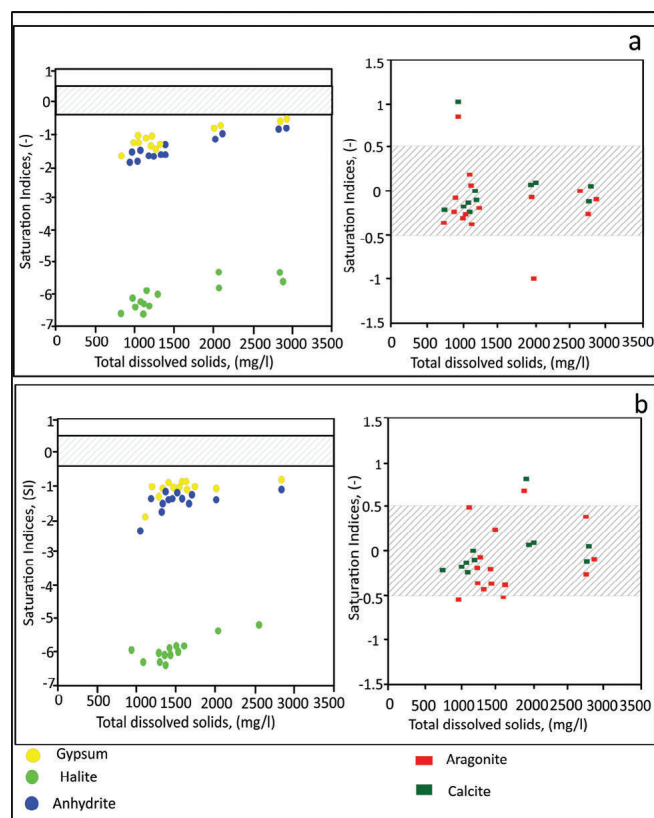 a
1
0
-1
-2
-3
-4
-5
-6
-7
Saturation Indices, (-)
0 500 1000 1500 2000 2500 3000 3500
Total dissolved solids, (mg/l)
1.5
1
0.5
0
-0.5
-1
-1.5
Saturation Indices, (-)
0 500 1000 1500 2000 2500 3000 3500
Total dissolved solids, (mg/l)
b
1
0
-1
-2
-3
-4
-5
-6
-7
Saturation Indices, (SI)
0 500 1000 1500 2000 2500 3000 3500
Total dissolved solids, (mg/l)
1.5
1
0.5
0
-0.5
-1
-1.5
Saturation Indices, (-)
0 500 1000 1500 2000 2500 3000 3500
Total dissolved solids, (mg/l)
Gypsum
Halite
Anhydrite
Aragonite
Calcite